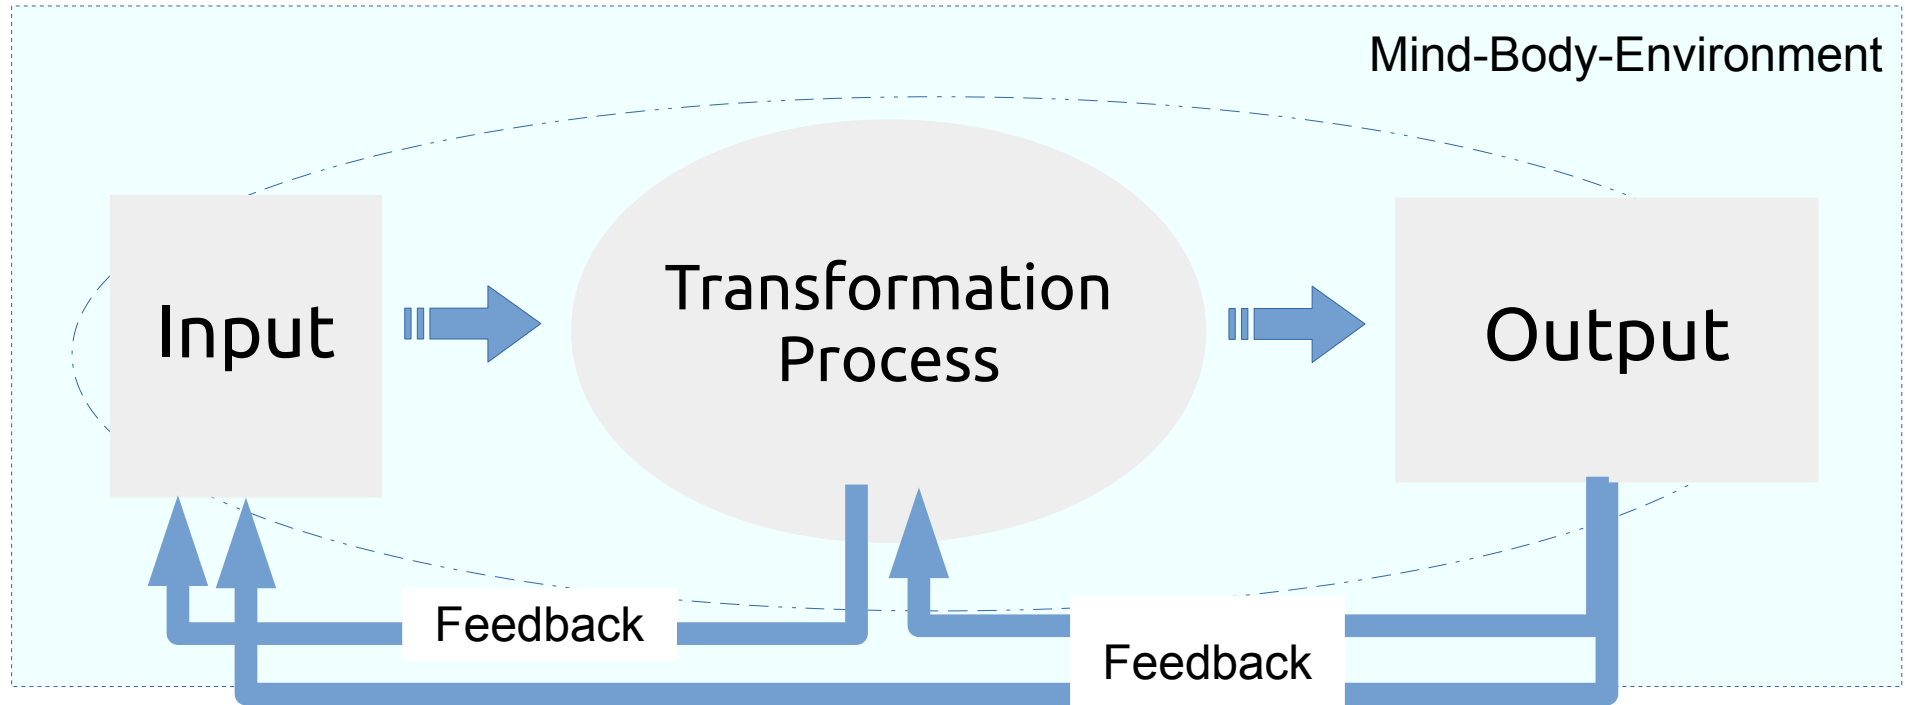 Mind-Body-Environment
Input
Transformation
Process
Output
Feedback
Feedback